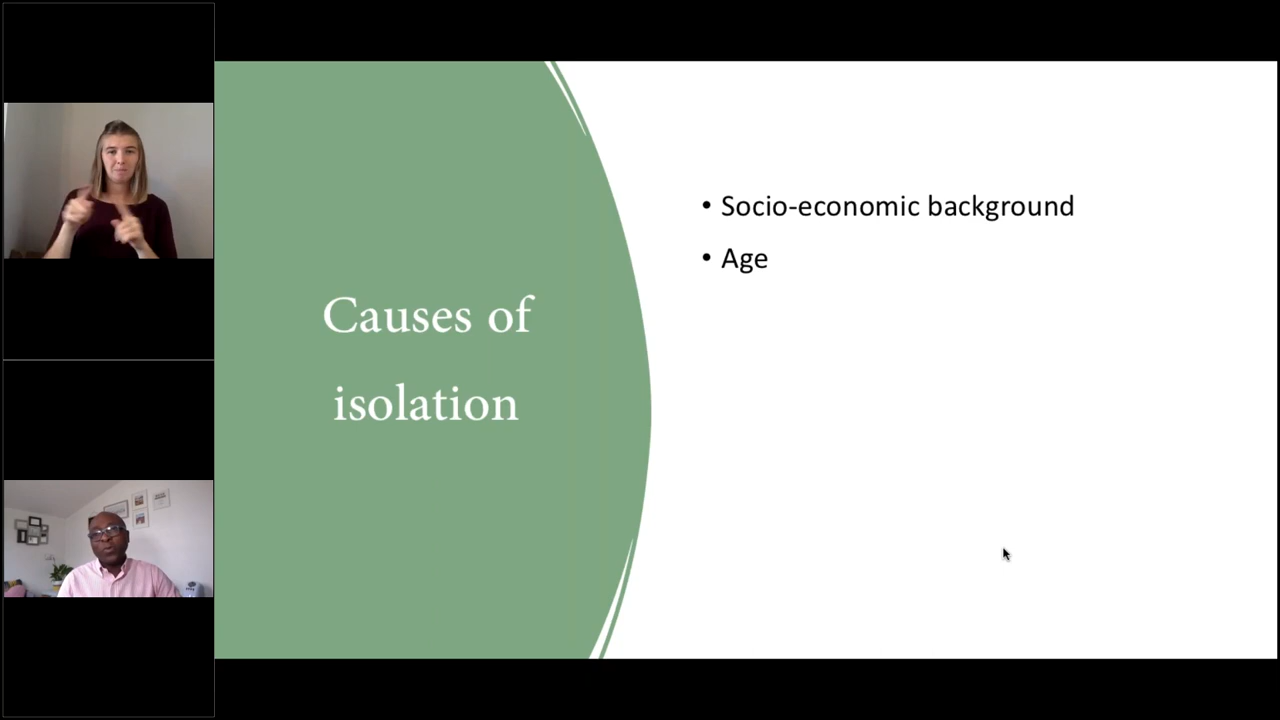 Causes of
isolation
• Socio-economic background
• Age